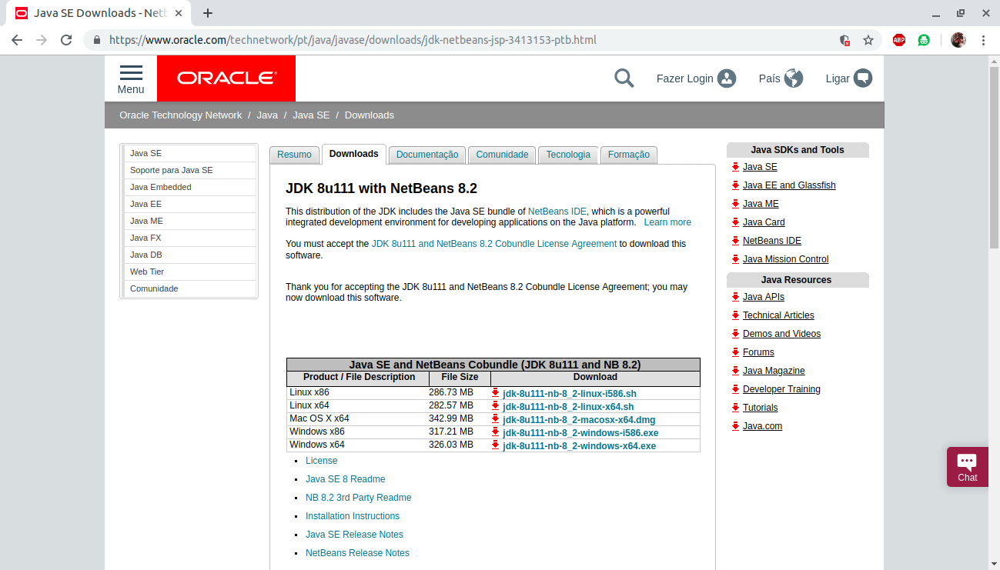 Java SE Downloads - Netb
https://www.oracle.com/technetwork/pt/java/javase/downloads/jdk-netbeans-jsp-3413153-ptb.html
ABP
Menu
ORACLE®
Fazer Login
País
Ligar
Oracle Technology Network / Java / Java SE / Downloads
Java SE
Soporte para Java SE
Java Embedded
Java EE
Java ME
Java FX
Java DB
Web Tier
Comunidade
Resumo
Downloads
Documentação
Comunidade
Tecnologia
Formação
JDK 8u111 with NetBeans 8.2
This distribution of the JDK includes the Java SE bundle of NetBeans IDE, which is a powerful
integrated development environment for developing applications on the Java platform. Learn more
You must accept the JDK 8u111 and NetBeans 8.2 Cobundle License Agreement to download this
software.
Thank you for accepting the JDK 8u111 and NetBeans 8.2 Cobundle License Agreement; you may
now download this software.
Java SE and NetBeans Cobundle (JDK 8u111 and NB 8.2)
Product / File Description File Size Download
Linux x86 286.73 MB jdk-8u111-nb-8_2-linux-i586.sh
Linux x64 282.57 MB jdk-8u111-nb-8_2-linux-x64.sh
Mac OS X x64 342.99 MB jdk-8u111-nb-8_2-macosx-x64.dmg
Windows x86 317.21 MB jdk-8u111-nb-8_2-windows-i586.exe
Windows x64 326.03 MB jdk-8u111-nb-8_2-windows-x64.exe
License
Java SE 8 Readme
NB 8.2 3rd Party Readme
Installation Instructions
Java SE Release Notes
NetBeans Release Notes
Java SDKs and Tools
Java SE
Java EE and Glassfish
Java ME
Java Card
NetBeans IDE
Java Mission Control
Java Resources
Java APIs
Technical Articles
Demos and Videos
Forums
Java Magazine
Developer Training
Tutorials
Java.com
Chat